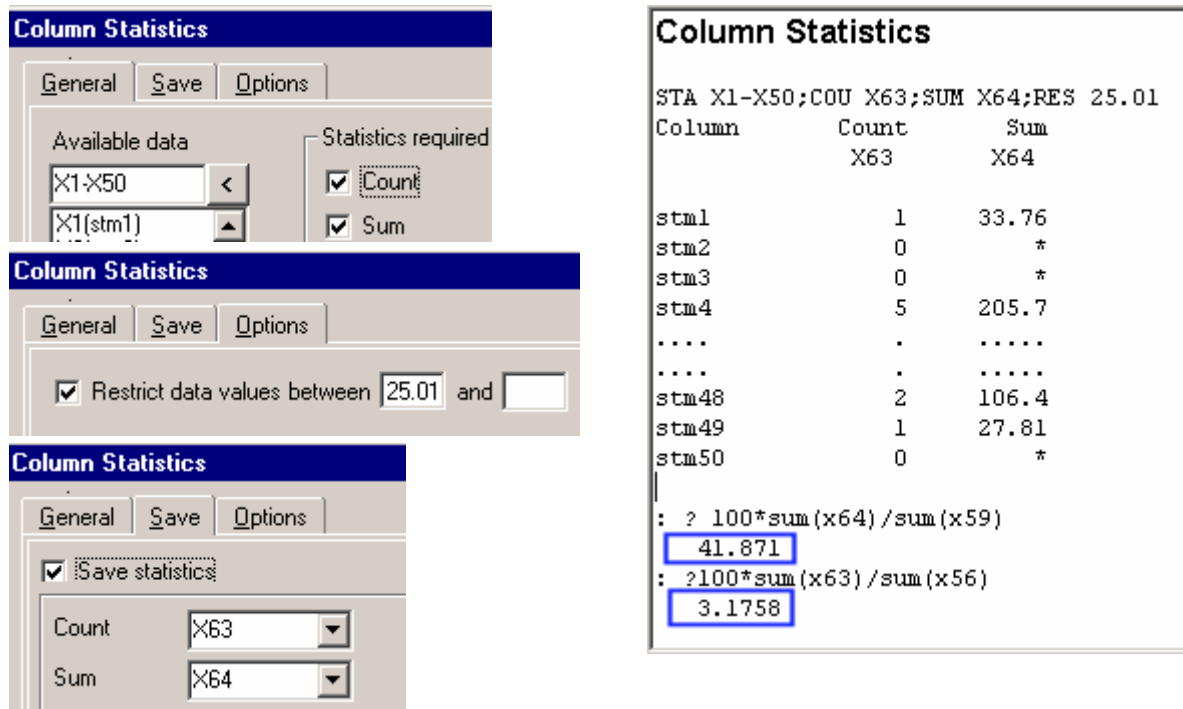 Column Statistics
General Save Options
Available data
Statistics required
X1-X50 <
Count
X1(stm1)
Sum
Column Statistics
General Save Options
Restrict data values between 25.01 and
Column Statistics
General Save Options
Save statistics
Count X63
Sum X64
Column Statistics
STA X1-X50;COU X63;SUM X64;RES 25.01
Column Count Sum
X63 X64
stm1 1 33.76
stm2 0 *
stm3 0 *
stm4 5 205.7
.... . .....
.... . .....
stm48 2 106.4
stm49 1 27.81
stm50 0 *
: ? 100*sum(x64)/sum(x59)
41.871
: ?100*sum(x63)/sum(x56)
3.1758